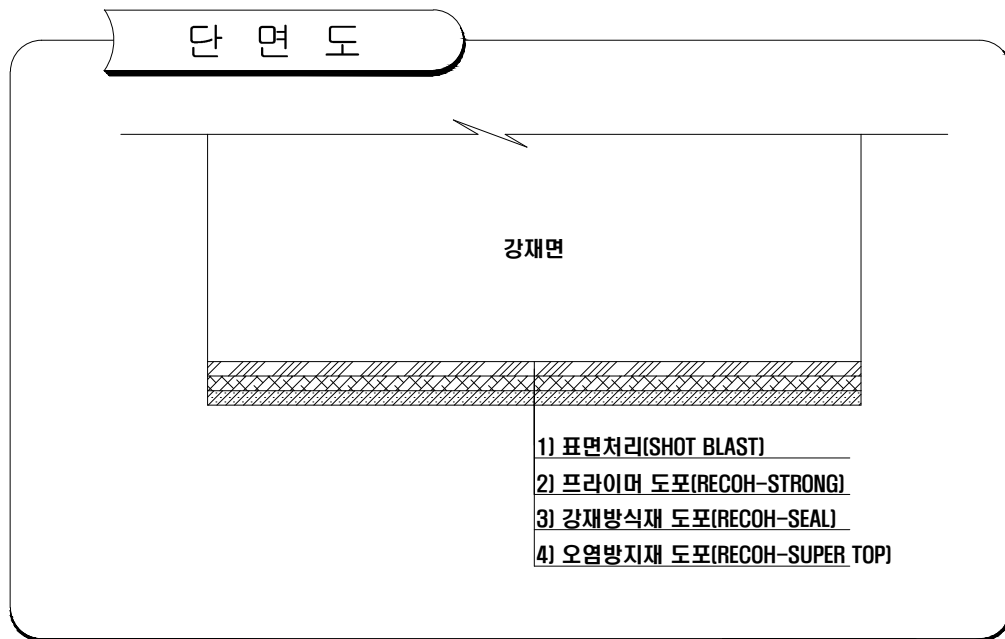 단 면 도
강재면
1) 표면처리(SHOT BLAST)
2) 프라이머 도포(RECOH-STRONG)
3) 강재방식재 도포(RECOH-SEAL)
4) 오염방지재 도포(RECOH-SUPER TOP)